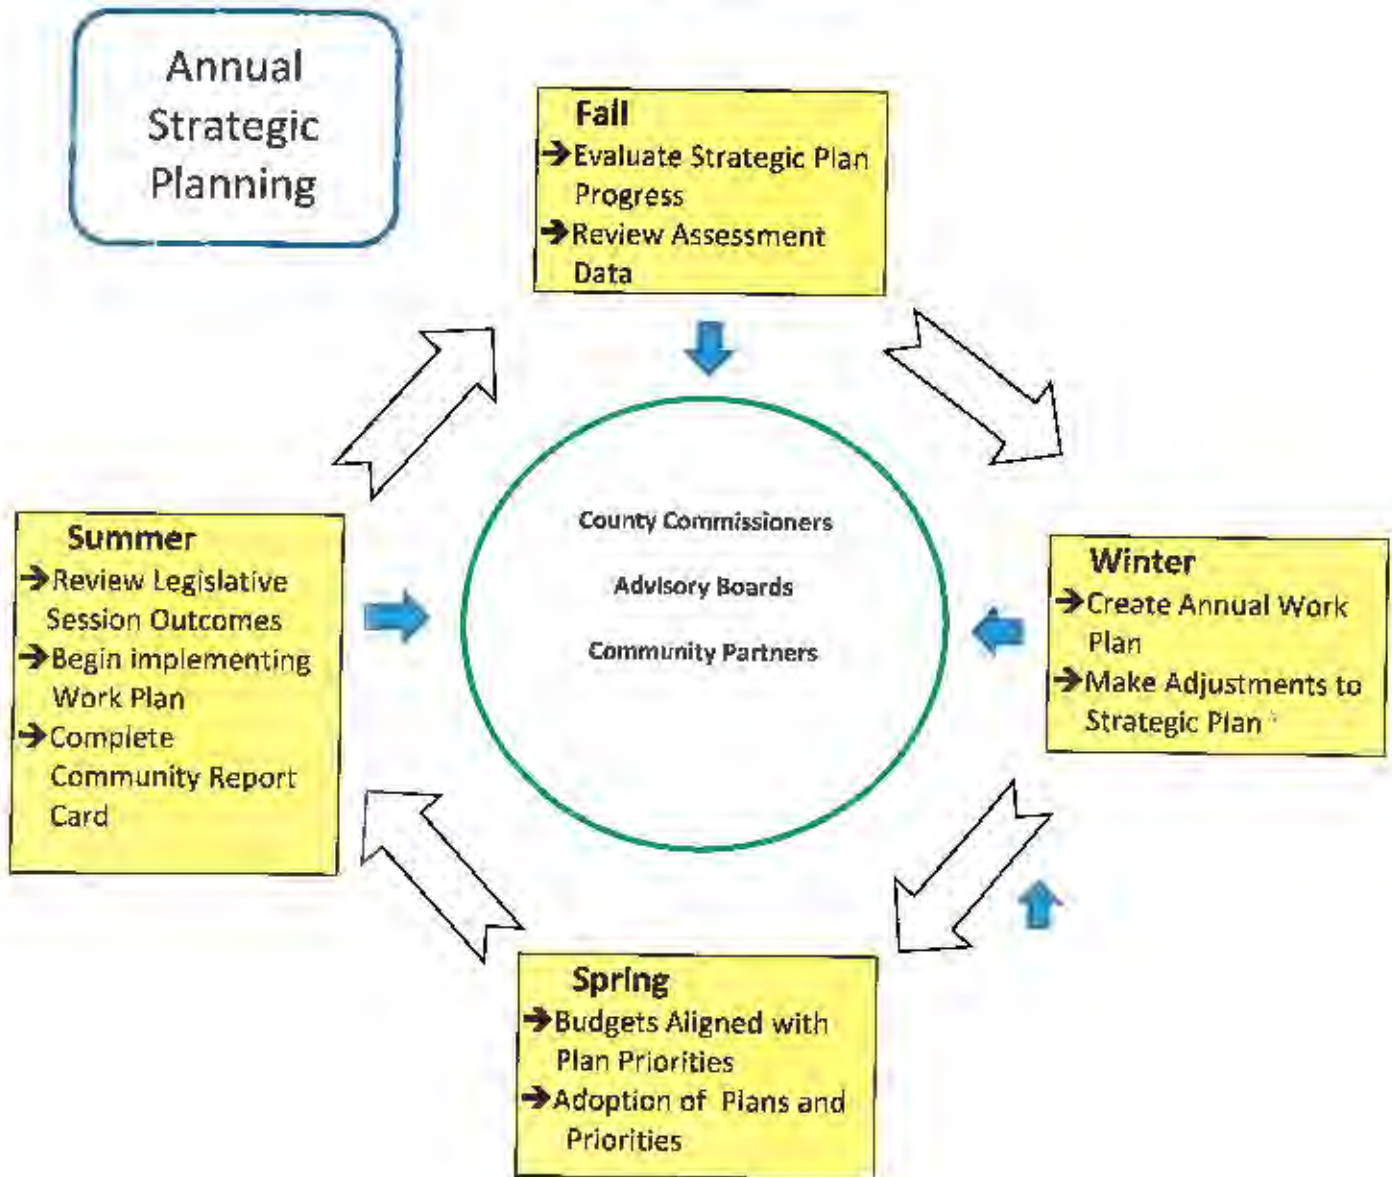 Annual
Strategic
Planning
Fall
➔Evaluate Strategic Plan
Progress
➔Review Assessment
Data
County Commissioners
Advisory Boards
Community Partners
Summer
➔Review Legislative
Session Outcomes
➔Begin implementing
Work Plan
➔Complete
Community Report
Card
Winter
➔Create Annual Work
Plan
➔Make Adjustments to
Strategic Plan
Spring
➔Budgets Aligned with
Plan Priorities
➔Adoption of Plans and
Priorities